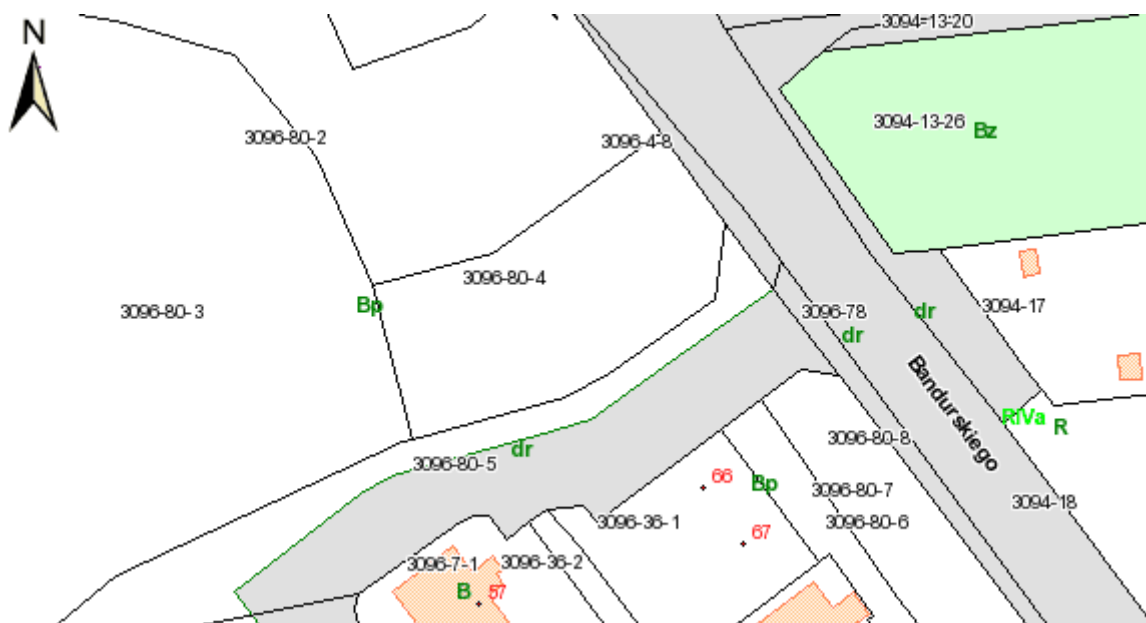 N
3094-13-20
3094-13-26
Bz
3096-80-2
3096-4-8
3096-80-4
3096-80-3
Bp
3096-78
dr
dr
3094-17
Bandurskiego
RIVa
R
3096-80-8
dr
3096-80-5
66
Bp
3096-80-7
3094-18
3096-36-1
3096-80-6
67
3096-7-1
3096-36-2
B
57